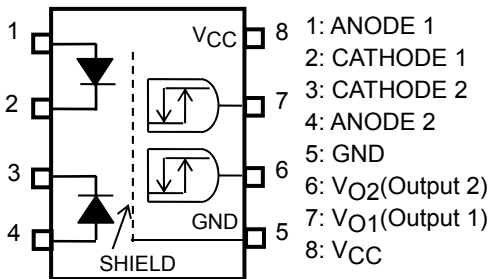 1
2
3
4
VCC
8
7
6
5
GND
SHIELD
1: ANODE 1
2: CATHODE 1
3: CATHODE 2
4: ANODE 2
5: GND
6: VO2(Output 2)
7: VO1(Output 1)
8: VCC